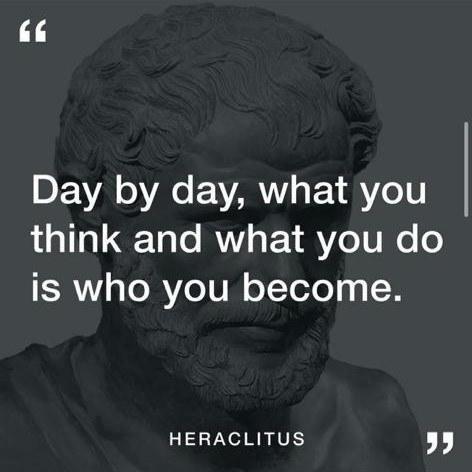 “
Day by day, what you
think and what you do
is who you become.
HERACLITUS
”